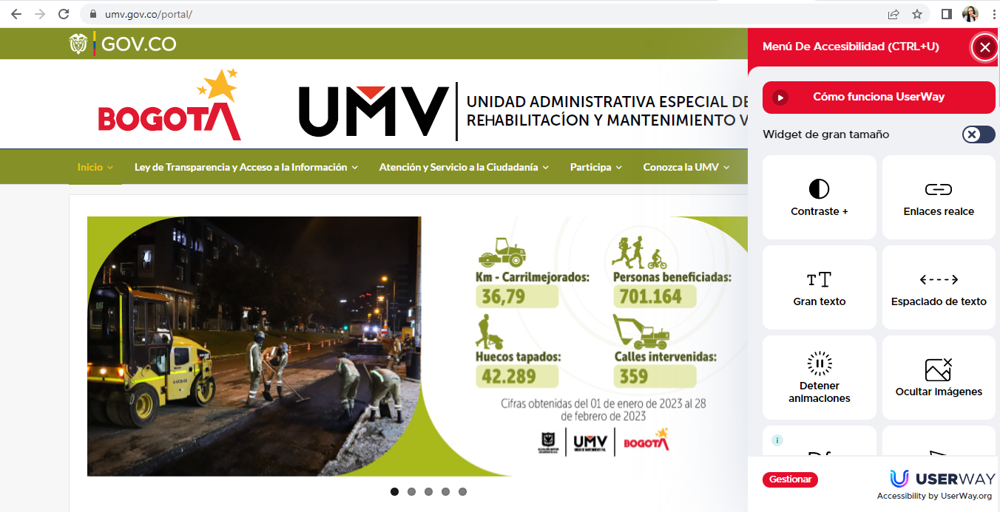 umv.gov.co/portal/
GOV.CO
BOGOTÁ
UMV
UNIDAD ADMINISTRATIVA ESPECIAL DE
REHABILITACÍON Y MANTENIMIENTO V
Inicio
Ley de Transparencia y Acceso a la Información
Atención y Servicio a la Ciudadanía
Participa
Conozca la UMV
Km - Carrilmejorados:
36,79
Personas beneficiadas:
701.164
Huecos tapados:
42.289
Calles intervenidas:
359
Cifras obtenidas del 01 de enero de 2023 al 28
de febrero de 2023
UMV
BOGOTÁ
CAT
Menú De Accesibilidad (CTRL+U)
Cómo funciona UserWay
Widget de gran tamaño
Contraste +
Enlaces realce
Gran texto
Espaciado de texto
Detener
animaciones
Ocultar imágenes
i
Gestionar
USERWAY
Accessibility by UserWay.org